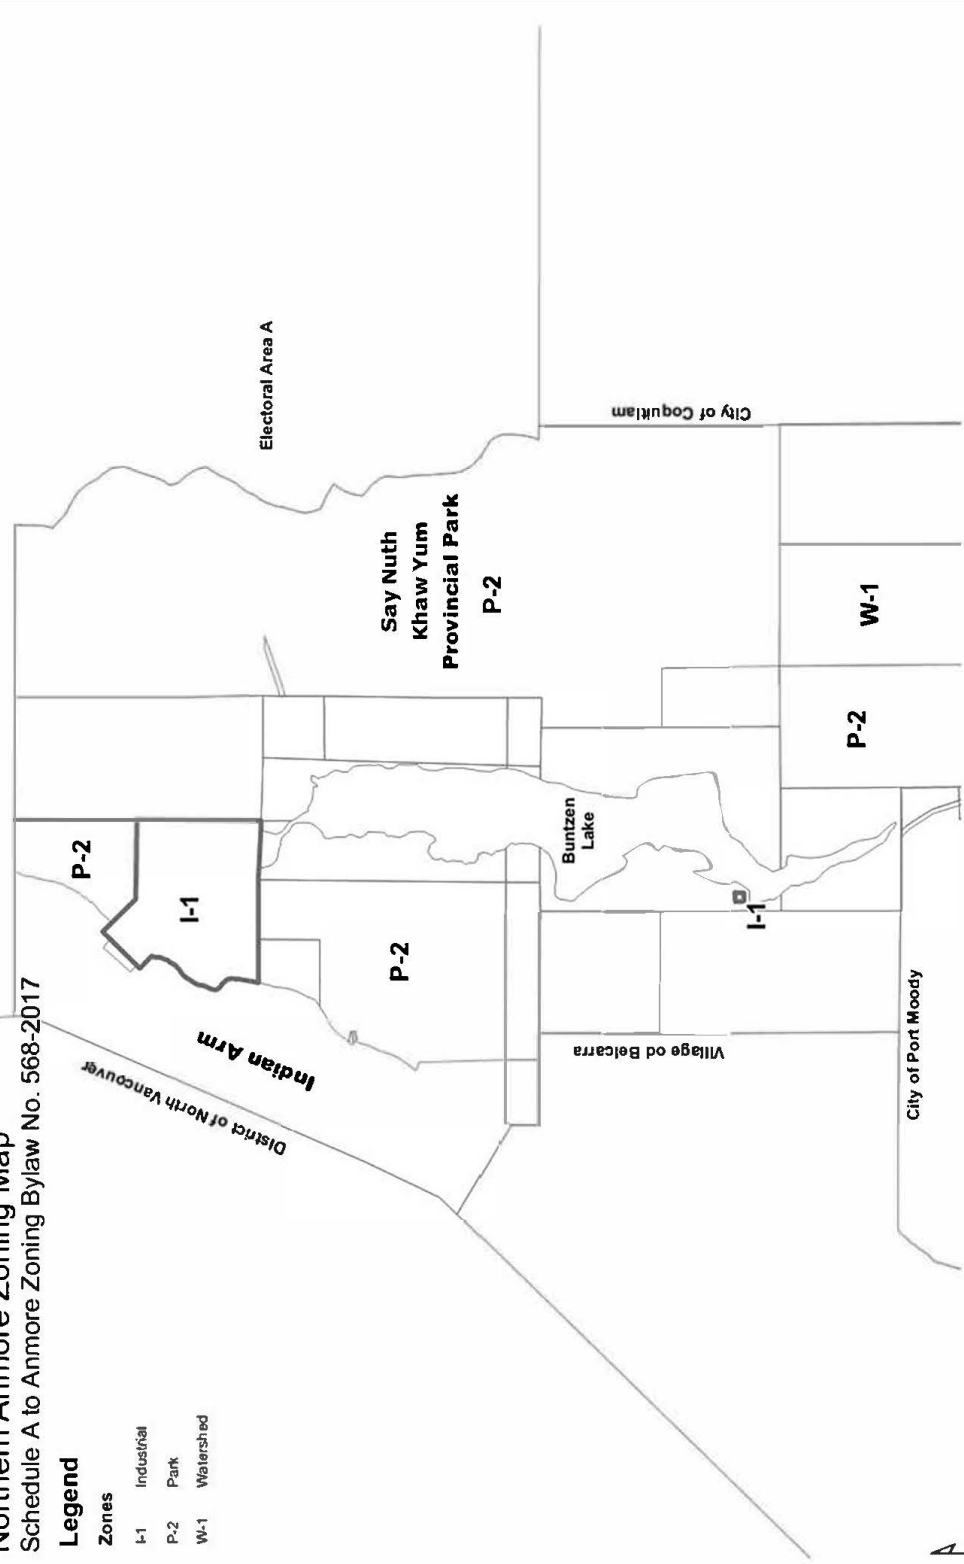 Northern Anmore Zoning Map
Schedule A to Anmore Zoning Bylaw No. 568-2017
Legend
Zones
I-1 Industrial
P-2 Park
W-1 Watershed
District of North Vancouver
Indian Arm
P-2
I-1
Electoral Area A
Say Nuth
Khaw Yum
Provincial Park
P-2
P-2
Buntzen
Lake
I-1
Village od Belcarra
City of Coquitlam
P-2
W-1
City of Port Moody